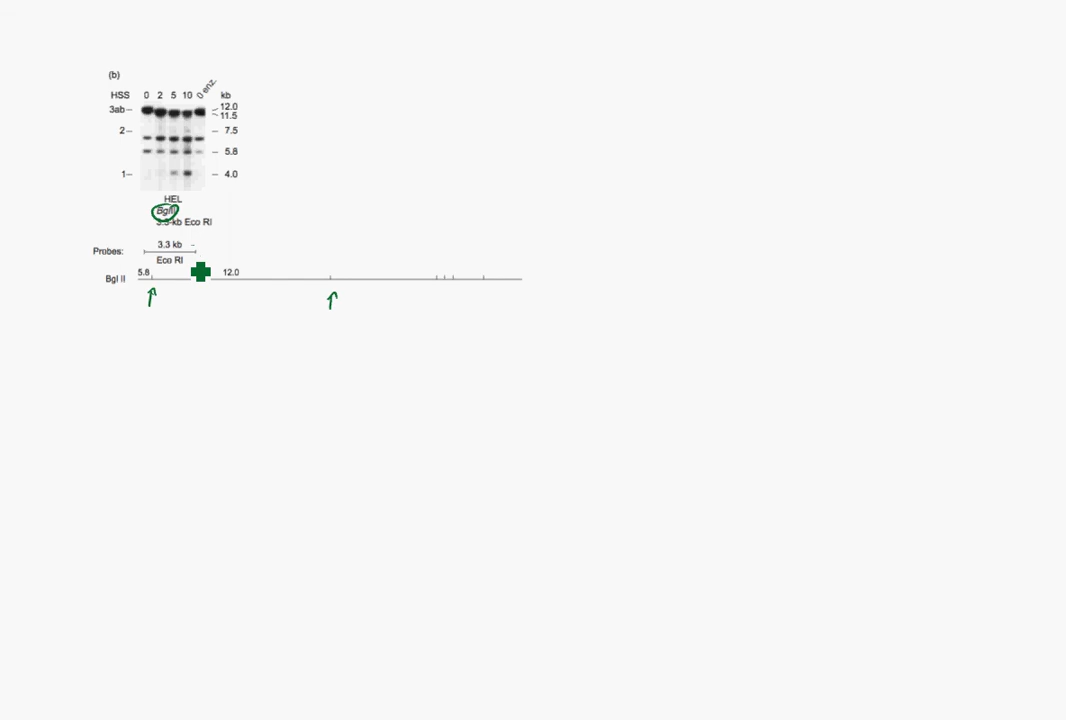 (b)
HSS 0 2 5 10 0 enz. kb
3ab– – 12.0
– 11.5
2– – 7.5
– 5.8
1– – 4.0
HEL
BglII
3.3-kb Eco RI
Probes: 3.3 kb
Eco RI
5.8 12.0
Bgl II